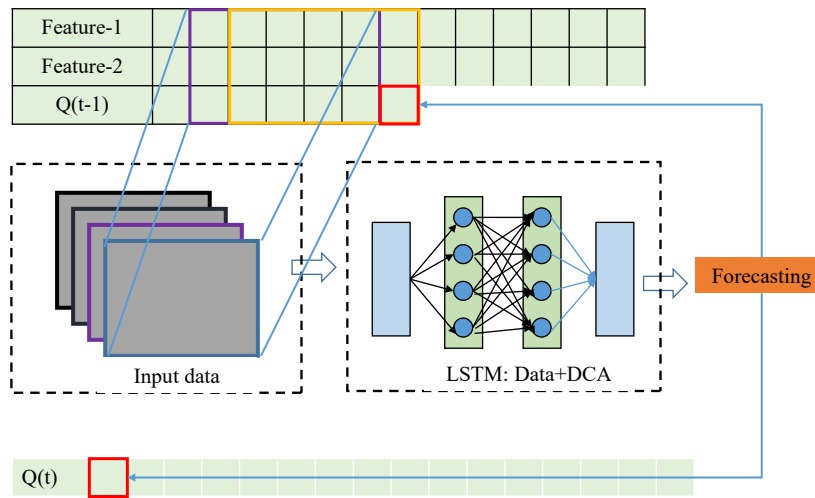 Feature-1
Feature-2
Q(t-1)
Input data
LSTM: Data+DCA
Forecasting
Q(t)